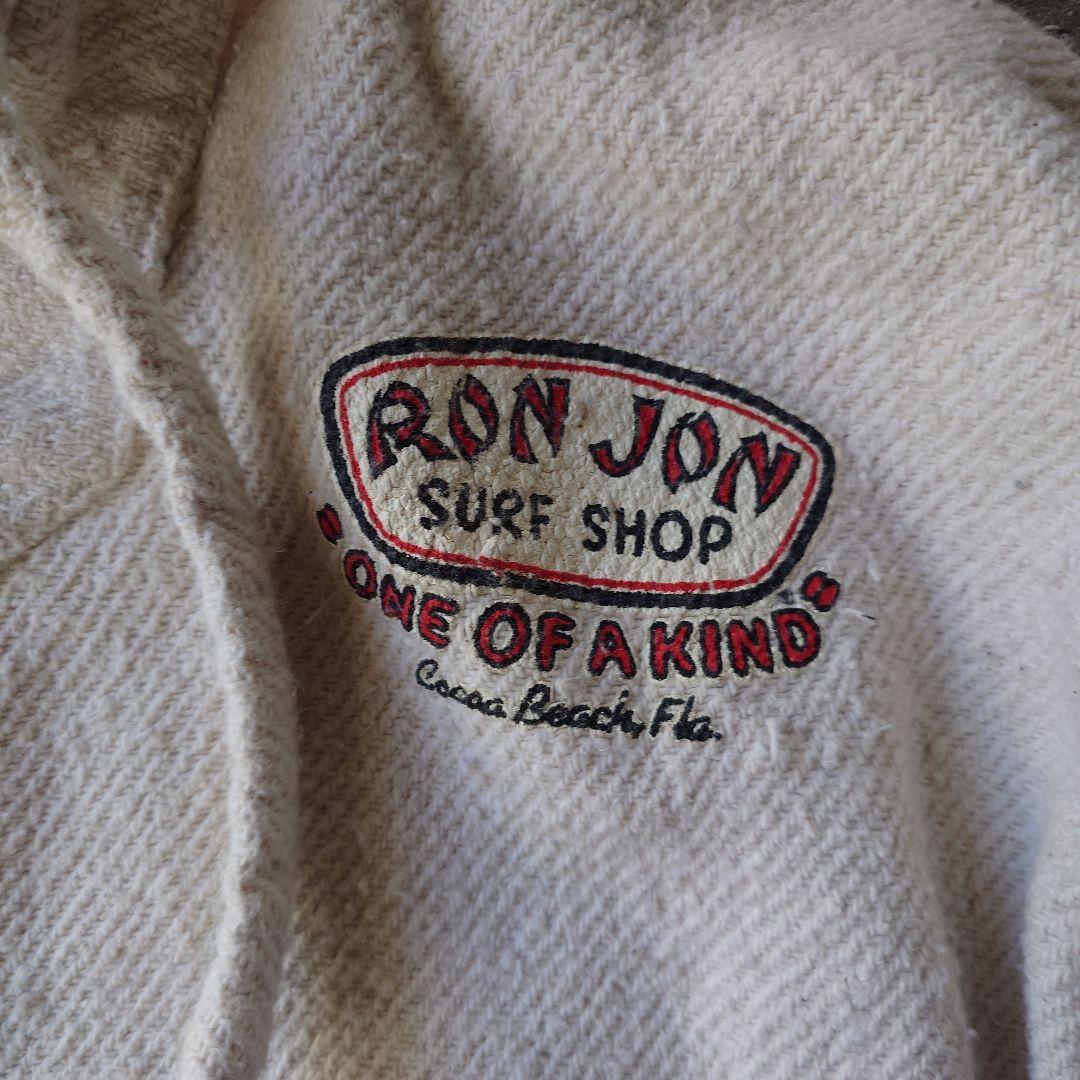 RON JON
SURF SHOP
"ONE OF A KIND"
Cocoa Beach, Fla.